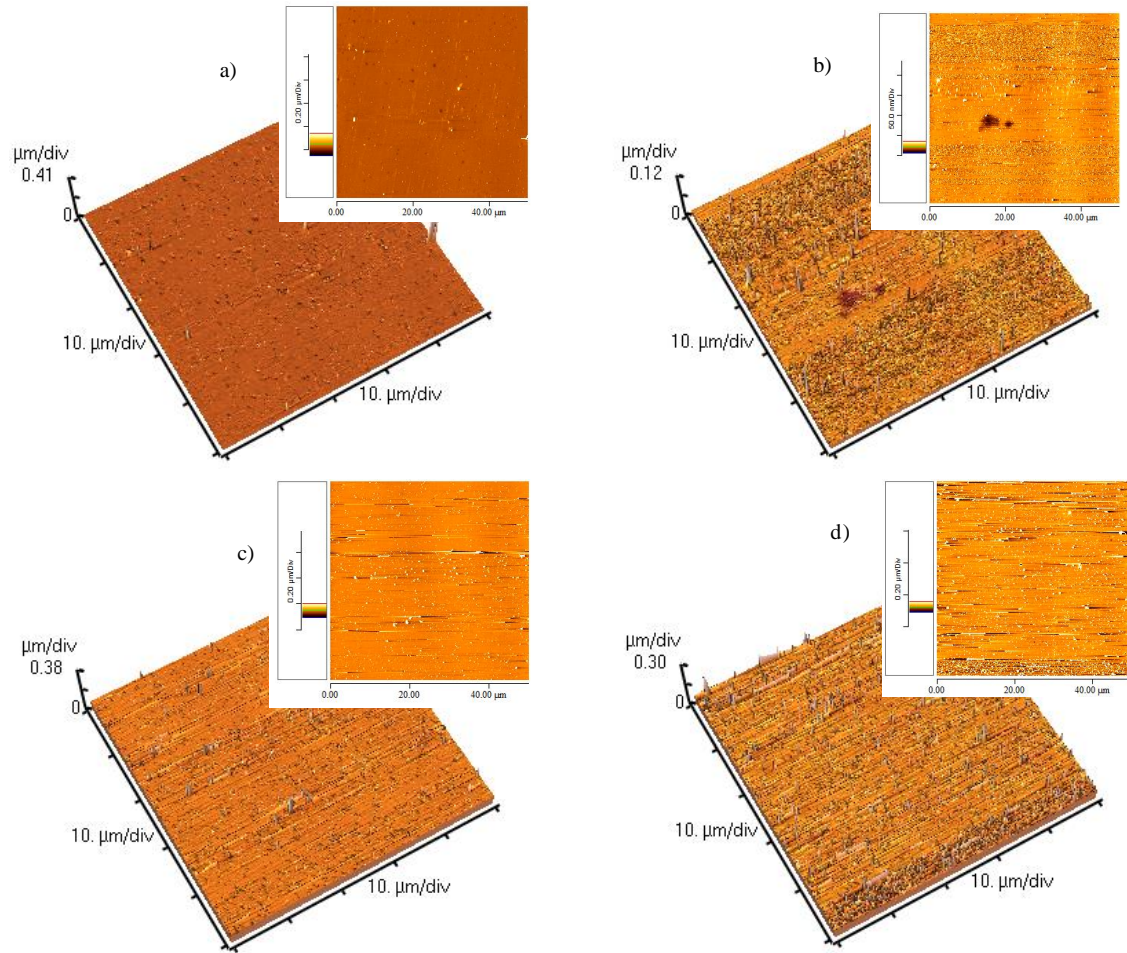 a)
0.20 µm/Div
0.00 20.00 40.00 µm
µm/div
0.41
0
10. µm/div
10. µm/div
b)
50.0 nm/Div
0.00 20.00 40.00 µm
µm/div
0.12
0
10. µm/div
10. µm/div
c)
0.20 µm/Div
0.00 20.00 40.00 µm
µm/div
0.38
0
10. µm/div
10. µm/div
d)
0.20 µm/Div
0.00 20.00 40.00 µm
µm/div
0.30
0
10. µm/div
10. µm/div